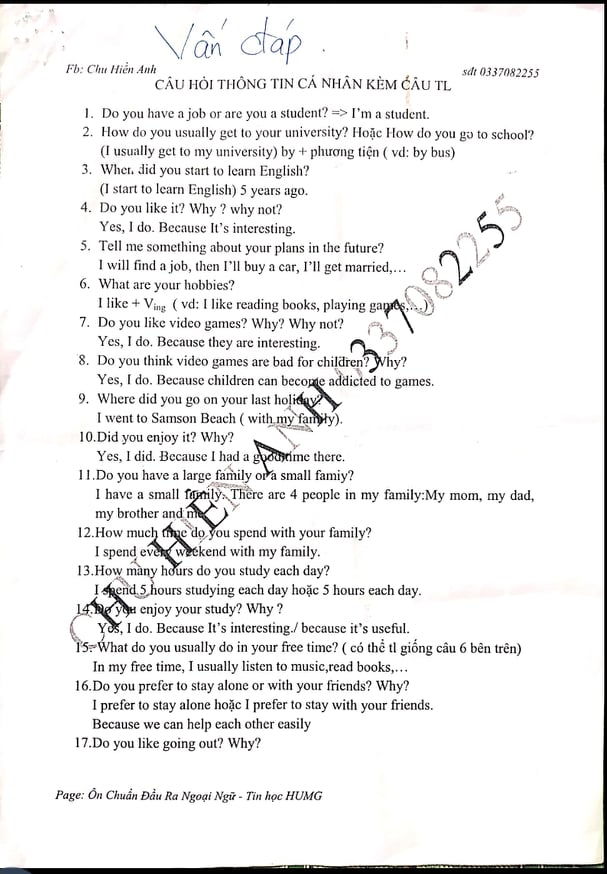 Vấn đáp.
Fb: Chu Hiền Anh sdt 0337082255
CÂU HỎI THÔNG TIN CÁ NHÂN KÈM CÂU TL
1. Do you have a job or are you a student? => I'm a student.
2. How do you usually get to your university? Hoặc How do you go to school?
(I usually get to my university) by + phương tiện ( vd: by bus)
3. When did you start to learn English?
(I start to learn English) 5 years ago.
4. Do you like it? Why ? why not?
Yes, I do. Because It's interesting.
5. Tell me something about your plans in the future?
I will find a job, then I'll buy a car, I'll get married,…
6. What are your hobbies?
I like + Ving ( vd: I like reading books, playing games,…)
7. Do you like video games? Why? Why not?
Yes, I do. Because they are interesting.
8. Do you think video games are bad for children? Why?
Yes, I do. Because children can become addicted to games.
9. Where did you go on your last holiday?
I went to Samson Beach ( with my family).
10.Did you enjoy it? Why?
Yes, I did. Because I had a good time there.
11.Do you have a large family or a small famiy?
I have a small family. There are 4 people in my family:My mom, my dad,
my brother and me.
12.How much time do you spend with your family?
I spend every weekend with my family.
13.How many hours do you study each day?
I spend 5 hours studying each day hoặc 5 hours each day.
14.Do you enjoy your study? Why ?
Yes, I do. Because It's interesting./ because it's useful.
15. What do you usually do in your free time? ( có thể tl giống câu 6 bên trên)
In my free time, I usually listen to music,read books,…
16.Do you prefer to stay alone or with your friends? Why?
I prefer to stay alone hoặc I prefer to stay with your friends.
Because we can help each other easily
17.Do you like going out? Why?
CHU HIỀN ANH 0337082255
Page: Ôn Chuẩn Đầu Ra Ngoại Ngữ - Tin học HUMG